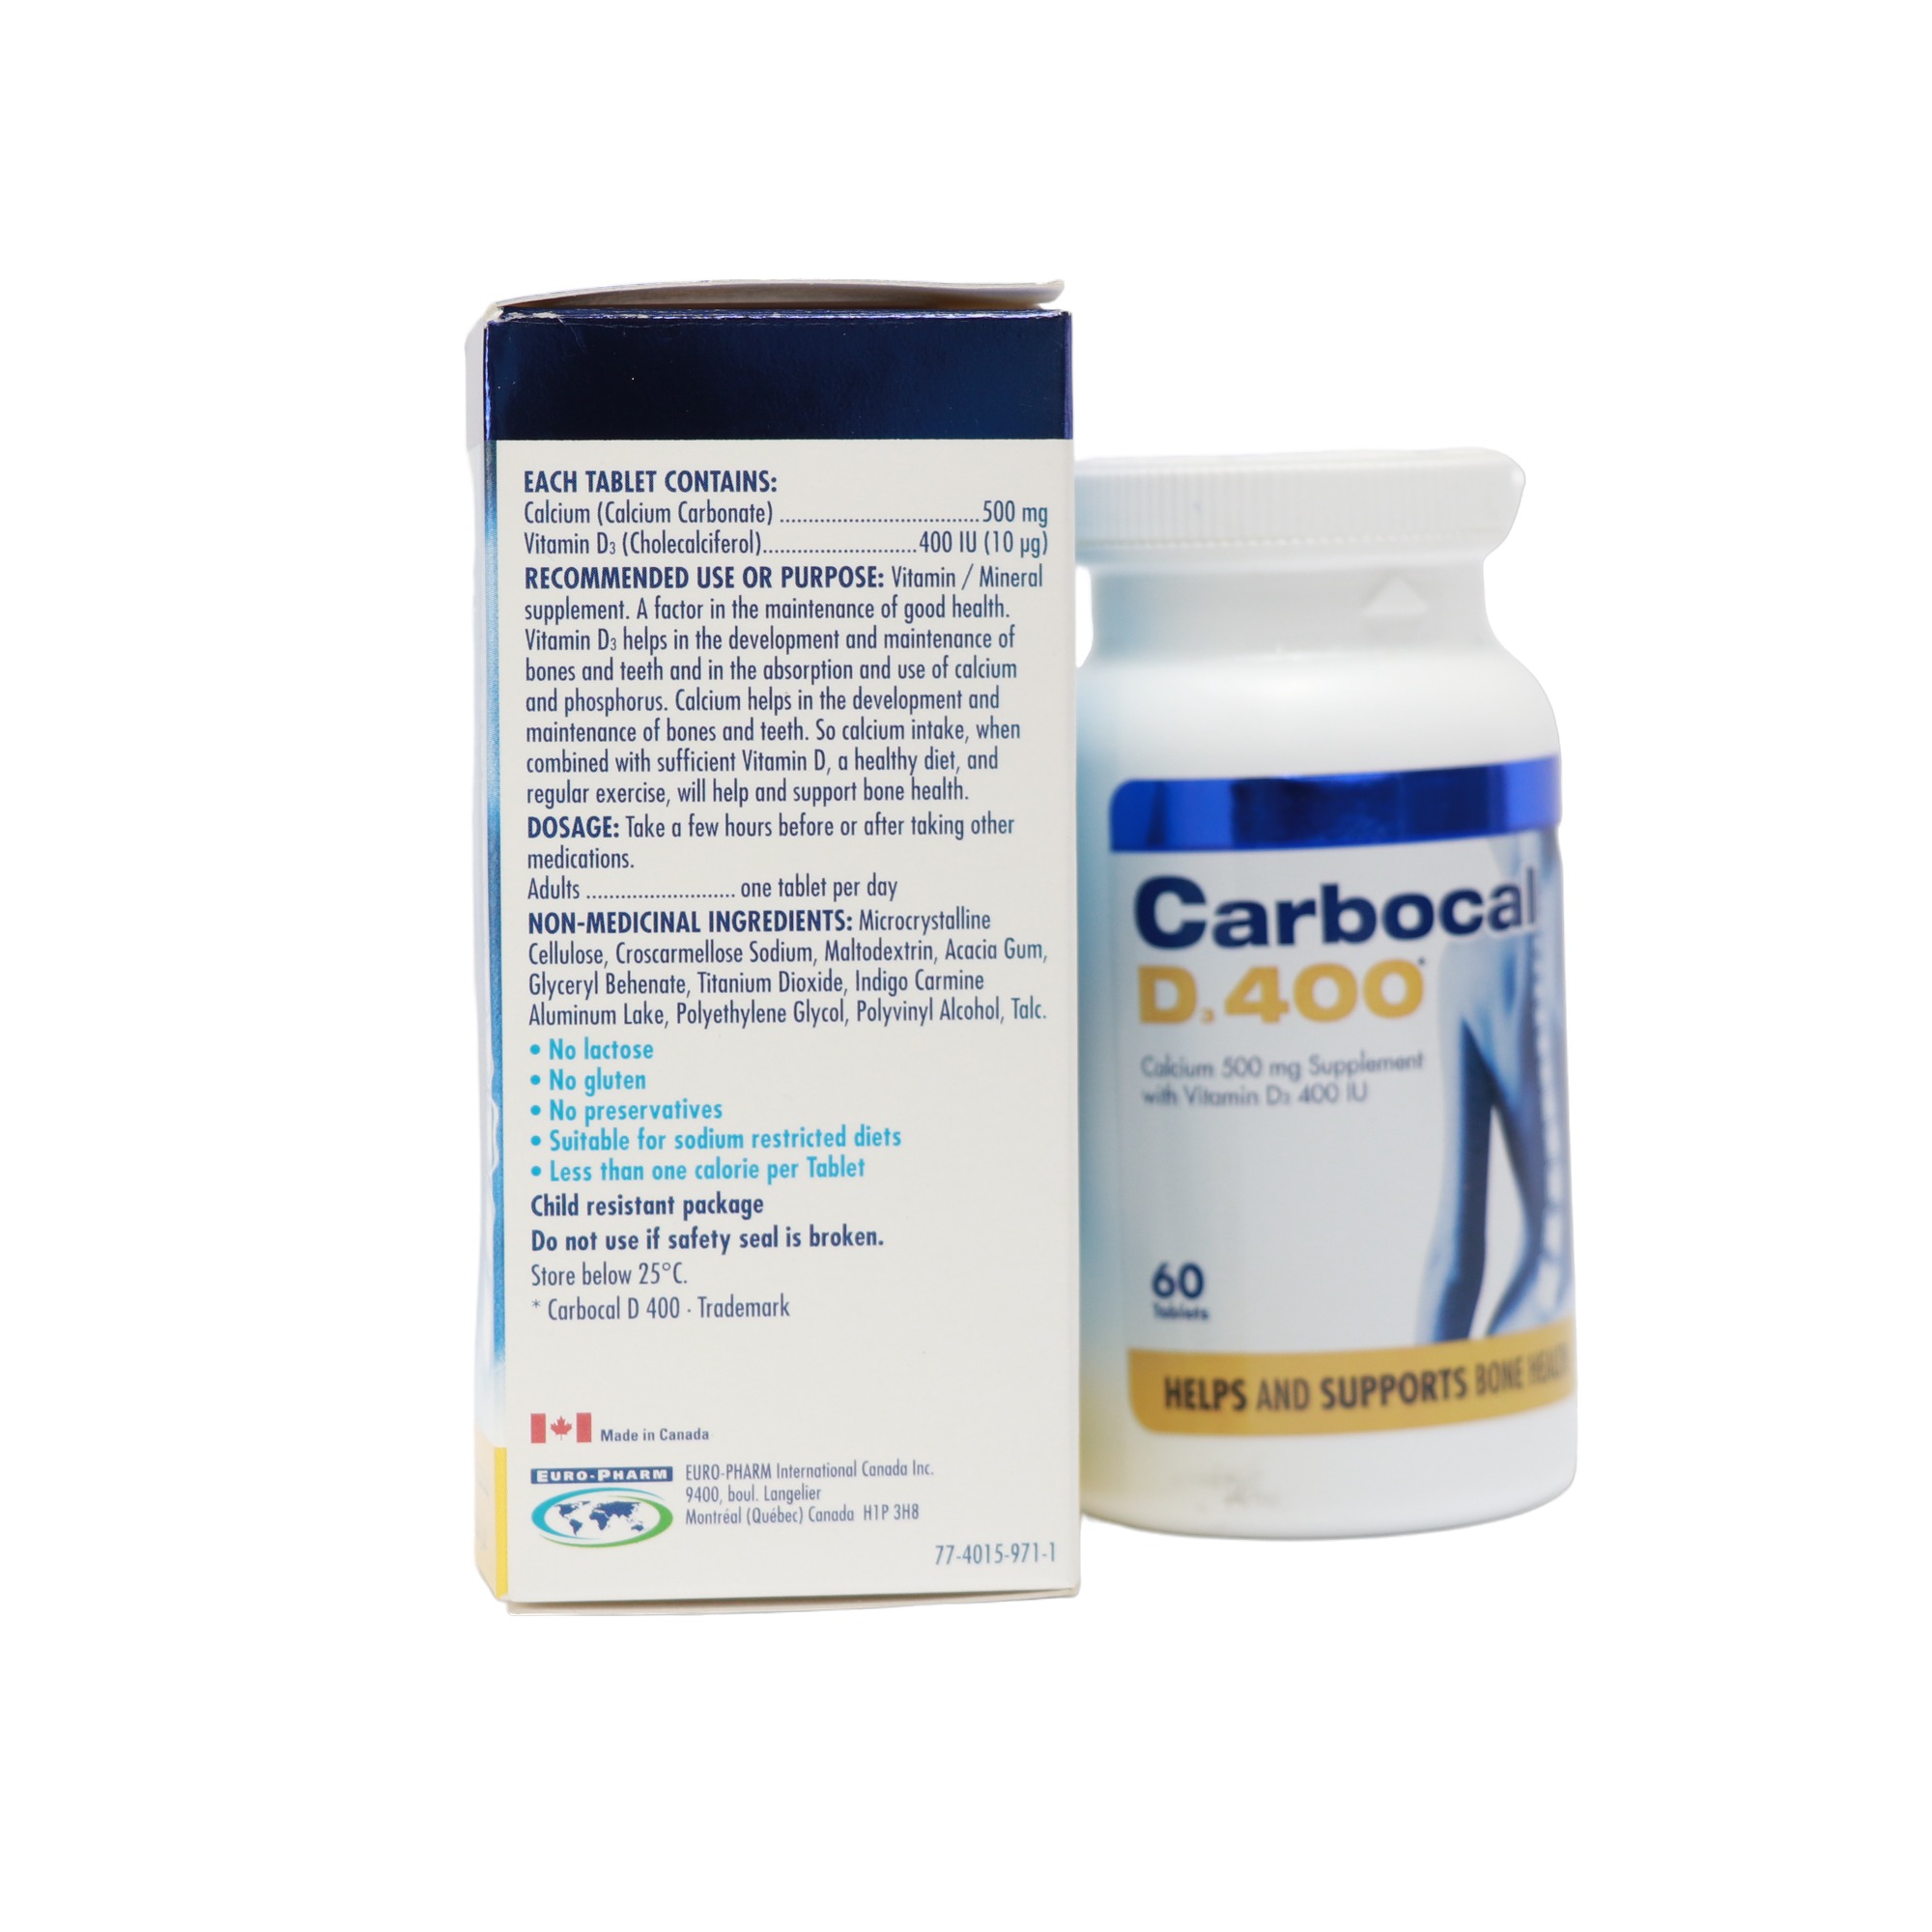 EACH TABLET CONTAINS:
Calcium (Calcium Carbonate) ................................500 mg
Vitamin D₃ (Cholecalciferol).........................400 IU (10 µg)
RECOMMENDED USE OR PURPOSE: Vitamin / Mineral
supplement. A factor in the maintenance of good health.
Vitamin D₃ helps in the development and maintenance of
bones and teeth and in the absorption and use of calcium
and phosphorus. Calcium helps in the development and
maintenance of bones and teeth. So calcium intake, when
combined with sufficient Vitamin D, a healthy diet, and
regular exercise, will help and support bone health.
DOSAGE: Take a few hours before or after taking other
medications.
Adults ........................ one tablet per day
NON-MEDICINAL INGREDIENTS: Microcrystalline
Cellulose, Croscarmellose Sodium, Maltodextrin, Acacia Gum,
Glyceryl Behenate, Titanium Dioxide, Indigo Carmine
Aluminum Lake, Polyethylene Glycol, Polyvinyl Alcohol, Talc.
• No lactose
• No gluten
• No preservatives
• Suitable for sodium restricted diets
• Less than one calorie per Tablet
Child resistant package
Do not use if safety seal is broken.
Store below 25°C.
* Carbocal D 400 · Trademark
Made in Canada
EURO-PHARM
EURO-PHARM International Canada Inc.
9400, boul. Langelier
Montréal (Québec) Canada H1P 3H8
77-4015-971-1
Carbocal
D₃400*
Calcium 500 mg Supplement
with Vitamin D₃ 400 IU
60
Tablets
HELPS AND SUPPORTS BONE